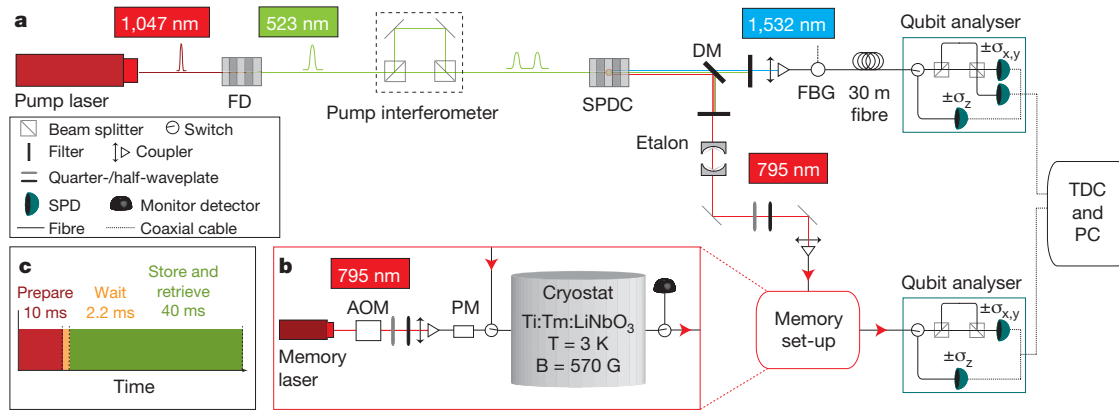 a
1,047 nm
523 nm
1,532 nm
Qubit analyser
Pump laser
FD
Pump interferometer
SPDC
DM
FBG
30 m
fibre
±σx,y
±σz
Beam splitter
Switch
Filter
Coupler
Quarter-/half-waveplate
SPD
Monitor detector
Fibre
Coaxial cable
Etalon
795 nm
TDC
and
PC
c
Prepare
10 ms
Wait
2.2 ms
Store and
retrieve
40 ms
Time
b
795 nm
AOM
PM
Memory
laser
Cryostat
Ti:Tm:LiNbO3
T = 3 K
B = 570 G
Memory
set-up
Qubit analyser
±σx,y
±σz